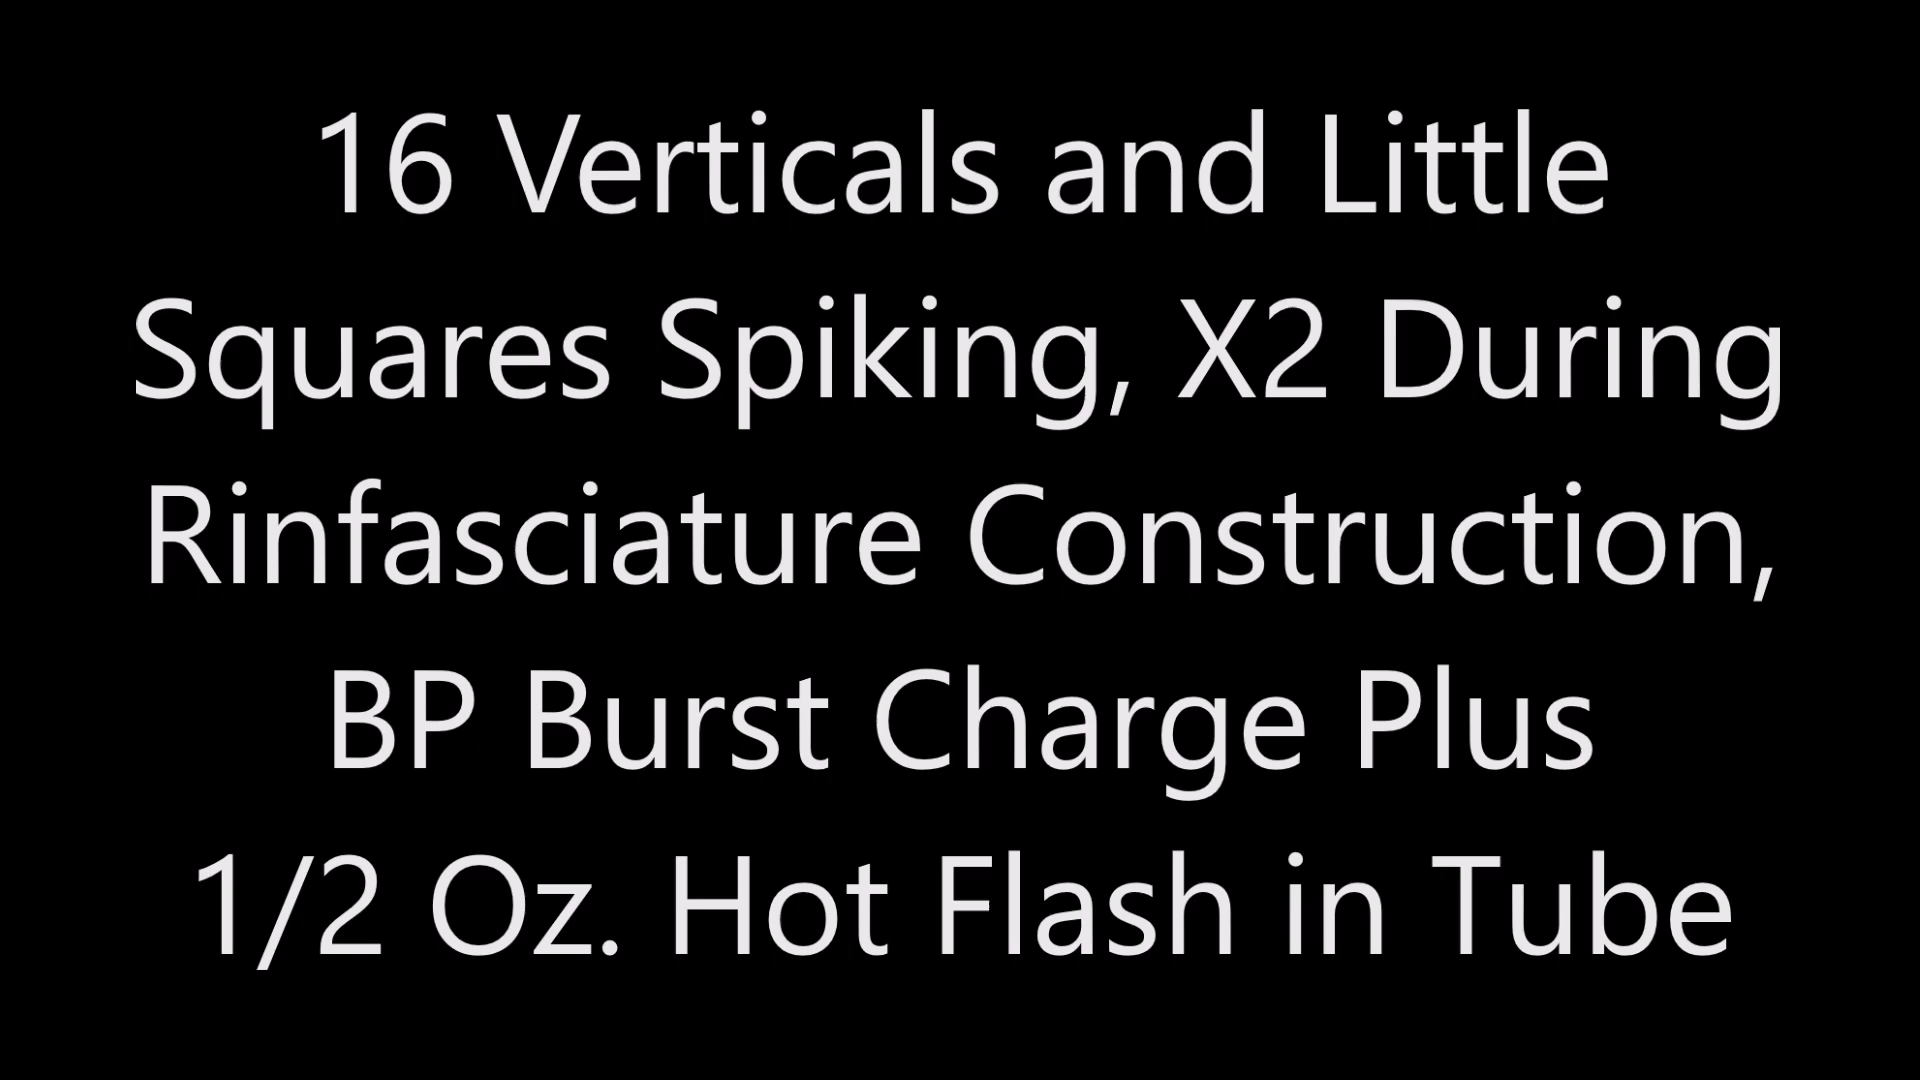 16 Verticals and Little
Squares Spiking, X2 During
Rinfasciature Construction,
BP Burst Charge Plus
1/2 Oz. Hot Flash in Tube